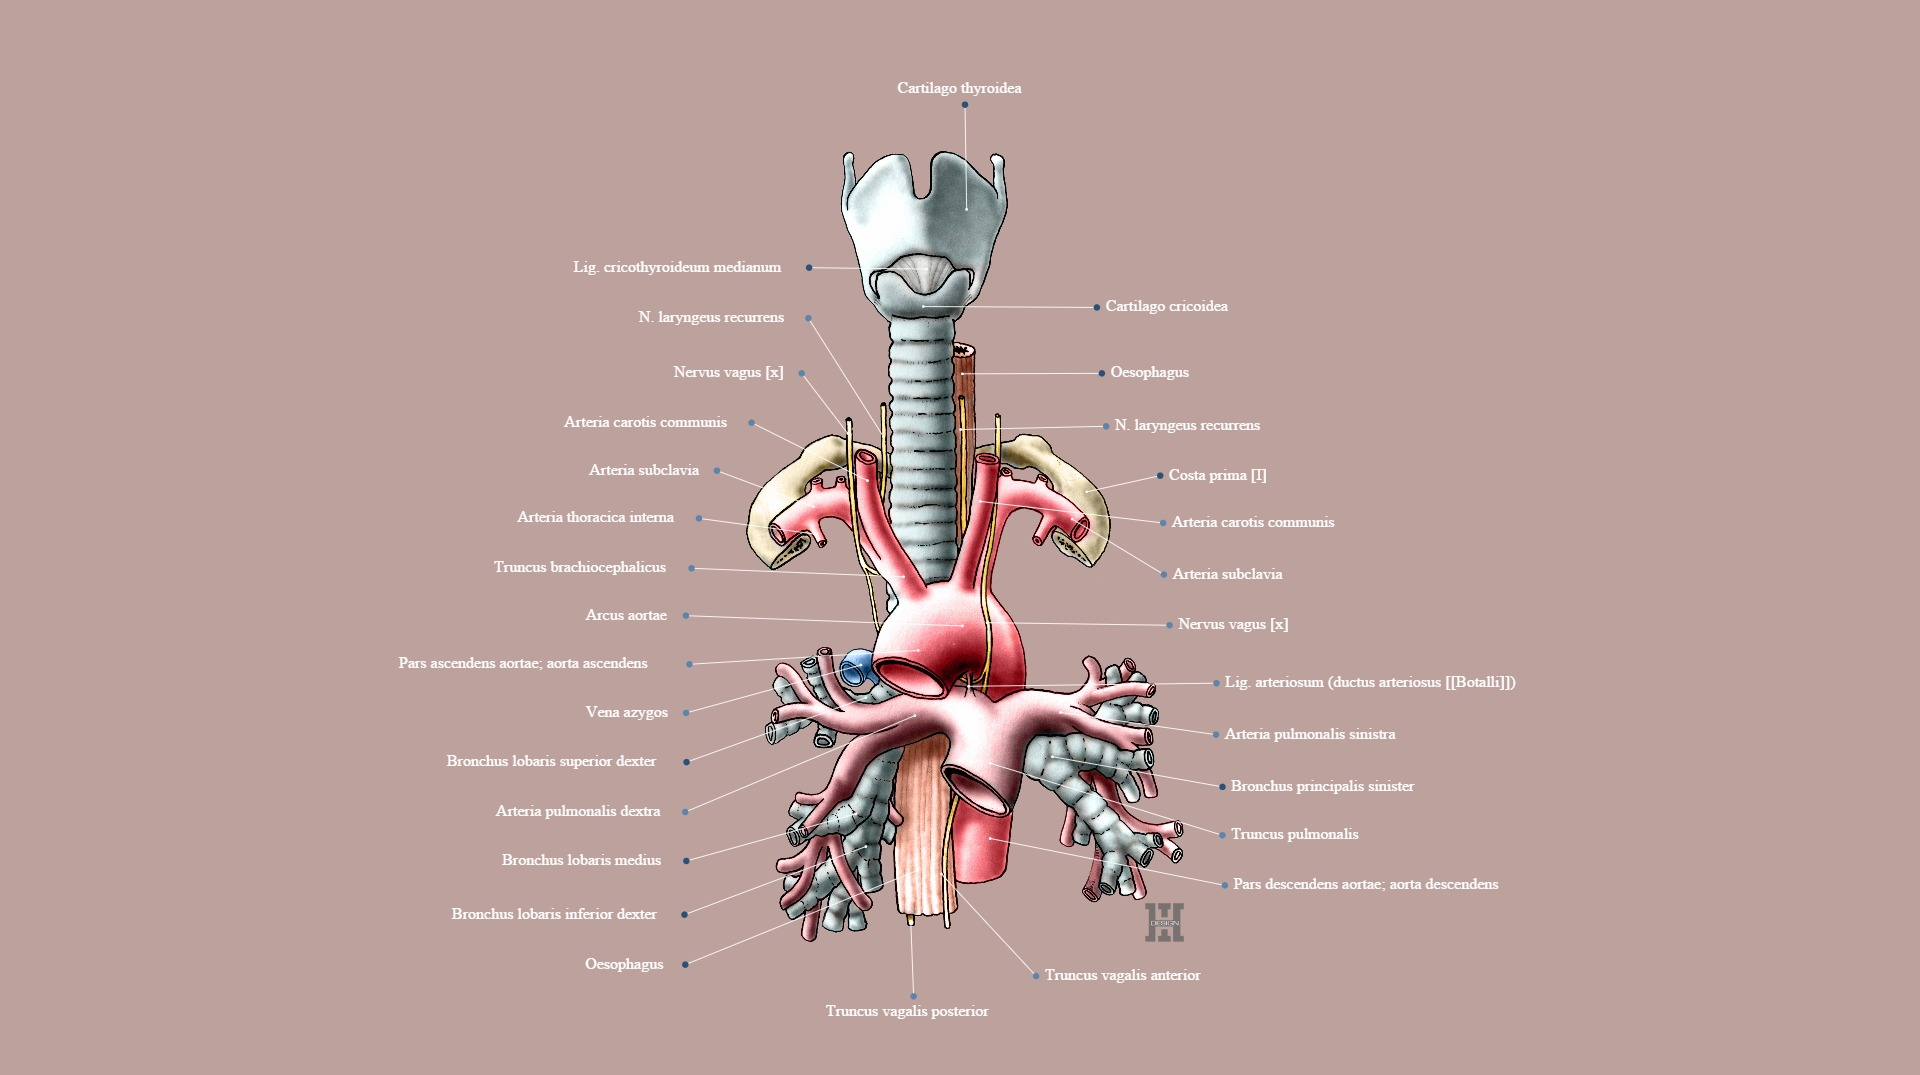 Cartilago thyroidea
Lig. cricothyroideum medianum
Cartilago cricoidea
N. laryngeus recurrens
Nervus vagus [x]
Oesophagus
Arteria carotis communis
N. laryngeus recurrens
Arteria subclavia
Costa prima [I]
Arteria thoracica interna
Arteria carotis communis
Truncus brachiocephalicus
Arteria subclavia
Arcus aortae
Nervus vagus [x]
Pars ascendens aortae; aorta ascendens
Lig. arteriosum (ductus arteriosus [[Botalli]])
Vena azygos
Arteria pulmonalis sinistra
Bronchus lobaris superior dexter
Bronchus principalis sinister
Arteria pulmonalis dextra
Truncus pulmonalis
Bronchus lobaris medius
Pars descendens aortae; aorta descendens
Bronchus lobaris inferior dexter
DESIGN
Oesophagus
Truncus vagalis anterior
Truncus vagalis posterior